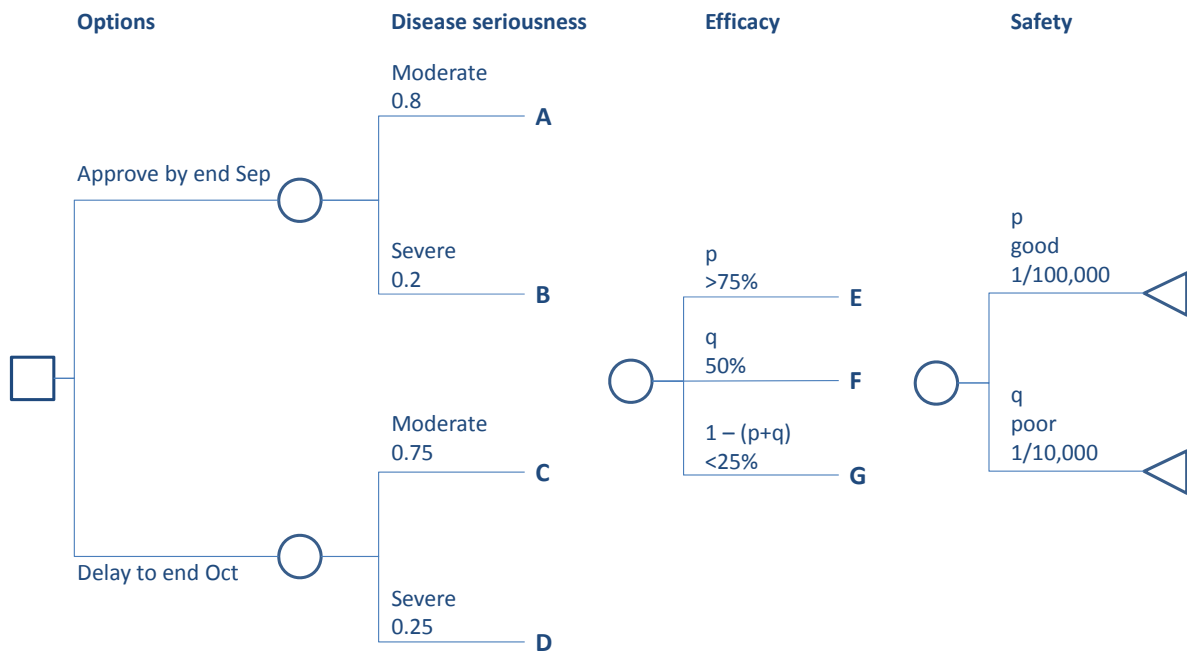 Options
Disease seriousness
Efficacy
Safety
Moderate
0.8
A
Approve by end Sep
Severe
0.2
B
Moderate
0.75
C
Delay to end Oct
Severe
0.25
D
p
>75%
E
q
50%
F
1 – (p+q)
<25%
G
p
good
1/100,000
q
poor
1/10,000